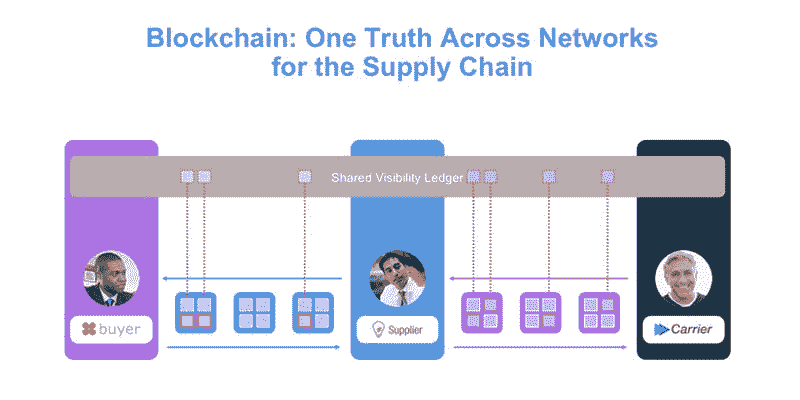 Blockchain: One Truth Across Networks
for the Supply Chain
Shared Visibility Ledger
buyer
Supplier
Carrier